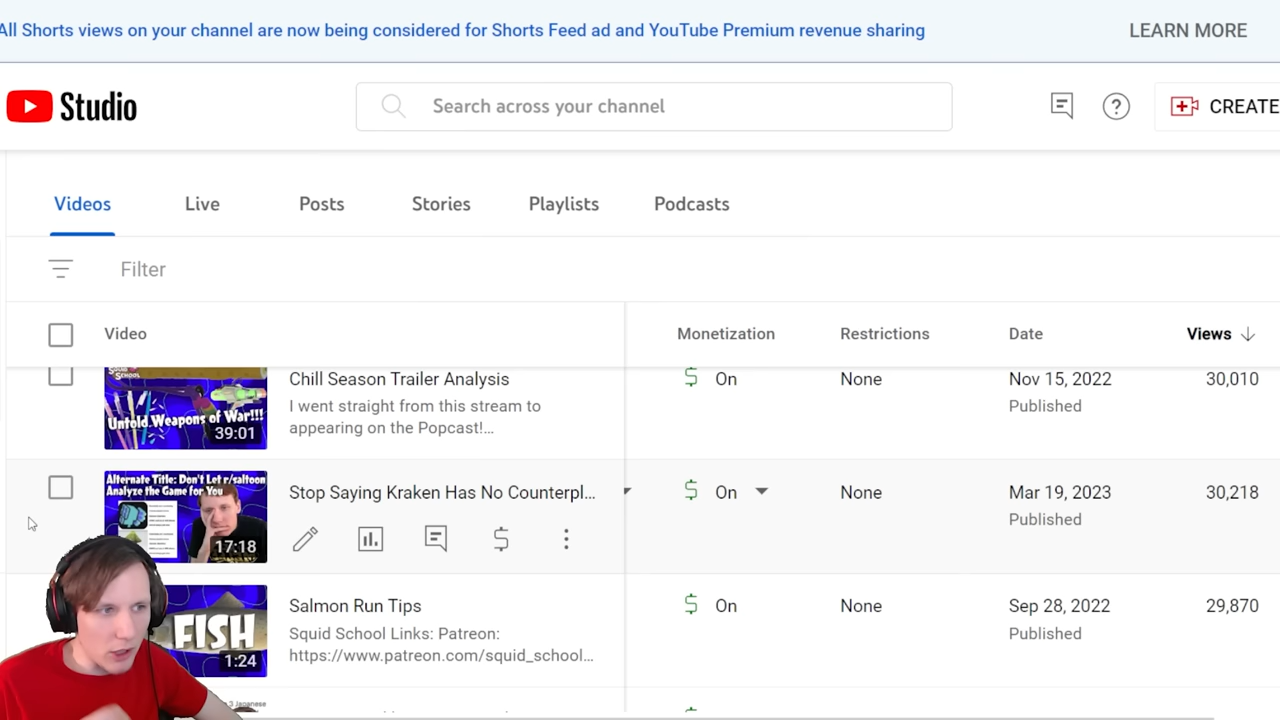 All Shorts views on your channel are now being considered for Shorts Feed ad and YouTube Premium revenue sharing
LEARN MORE
Studio
Search across your channel
CREATE
Videos
Live
Posts
Stories
Playlists
Podcasts
Filter
Video
Monetization
Restrictions
Date
Views
SQUID
SCHOOL
Untold Weapons of War!!!
39:01
Chill Season Trailer Analysis
I went straight from this stream to
appearing on the Popcast!...
On
None
Nov 15, 2022
Published
30,010
Alternate Title: Don't Let r/saltoon
Analyze the Game for You
17:18
Stop Saying Kraken Has No Counterpl...
On
None
Mar 19, 2023
Published
30,218
FISH
1:24
Salmon Run Tips
Squid School Links: Patreon:
https://www.patreon.com/squid_school...
On
None
Sep 28, 2022
Published
29,870
3 Japanese